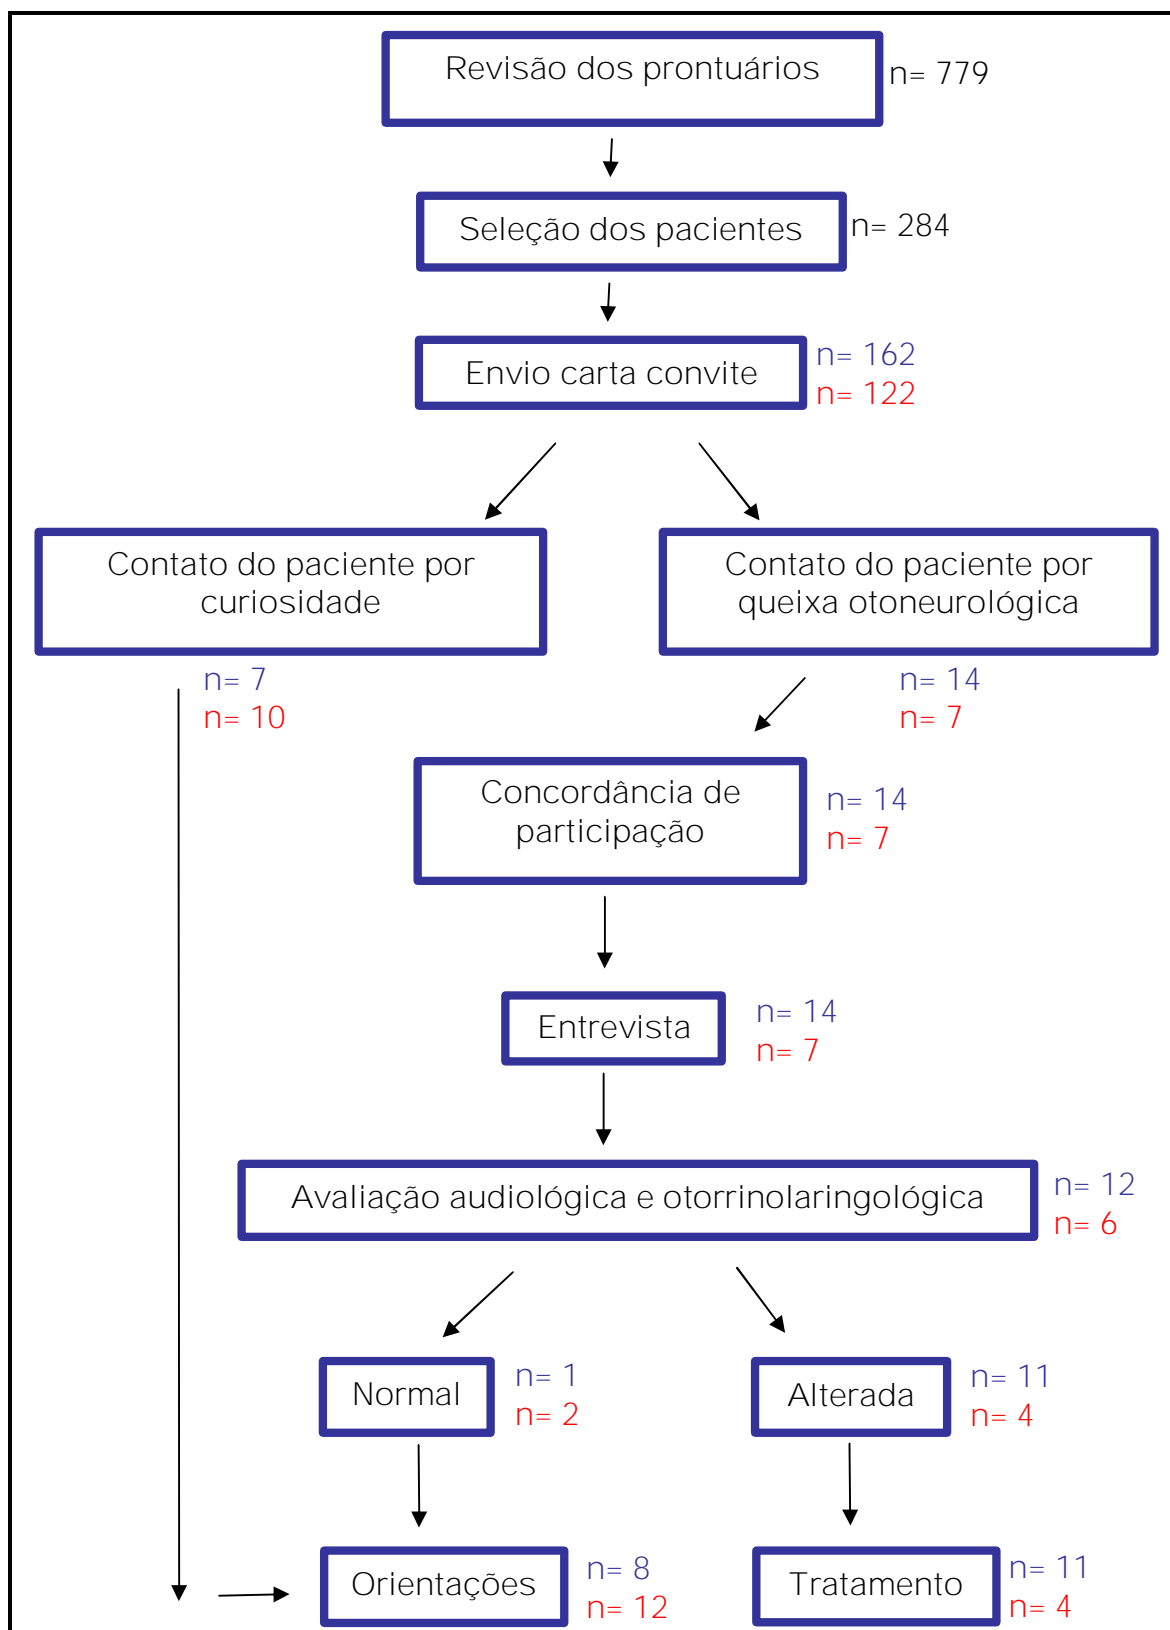 Revisão dos prontuários
n= 779
Seleção dos pacientes
n= 284
Envio carta convite
n= 162
n= 122
Contato do paciente por
curiosidade
n= 7
n= 10
Contato do paciente por
queixa otoneurológica
n= 14
n= 7
Concordância de
participação
n= 14
n= 7
Entrevista
n= 14
n= 7
Avaliação audiológica e otorrinolaringológica
n= 12
n= 6
Normal
n= 1
n= 2
Alterada
n= 11
n= 4
Orientações
n= 8
n= 12
Tratamento
n= 11
n= 4